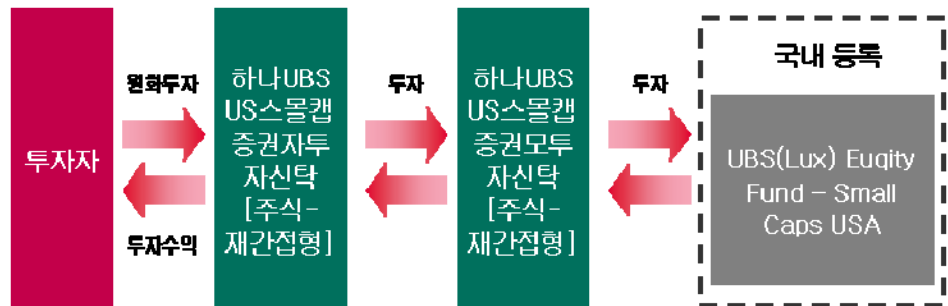 투자자
원화투자
투자수익
하나UBS
US스몰캡
증권자투
자신탁
[주식-
재간접형]
투자
하나UBS
US스몰캡
증권모투
자신탁
[주식-
재간접형]
투자
국내 등록
UBS(Lux) Euqity
Fund – Small
Caps USA